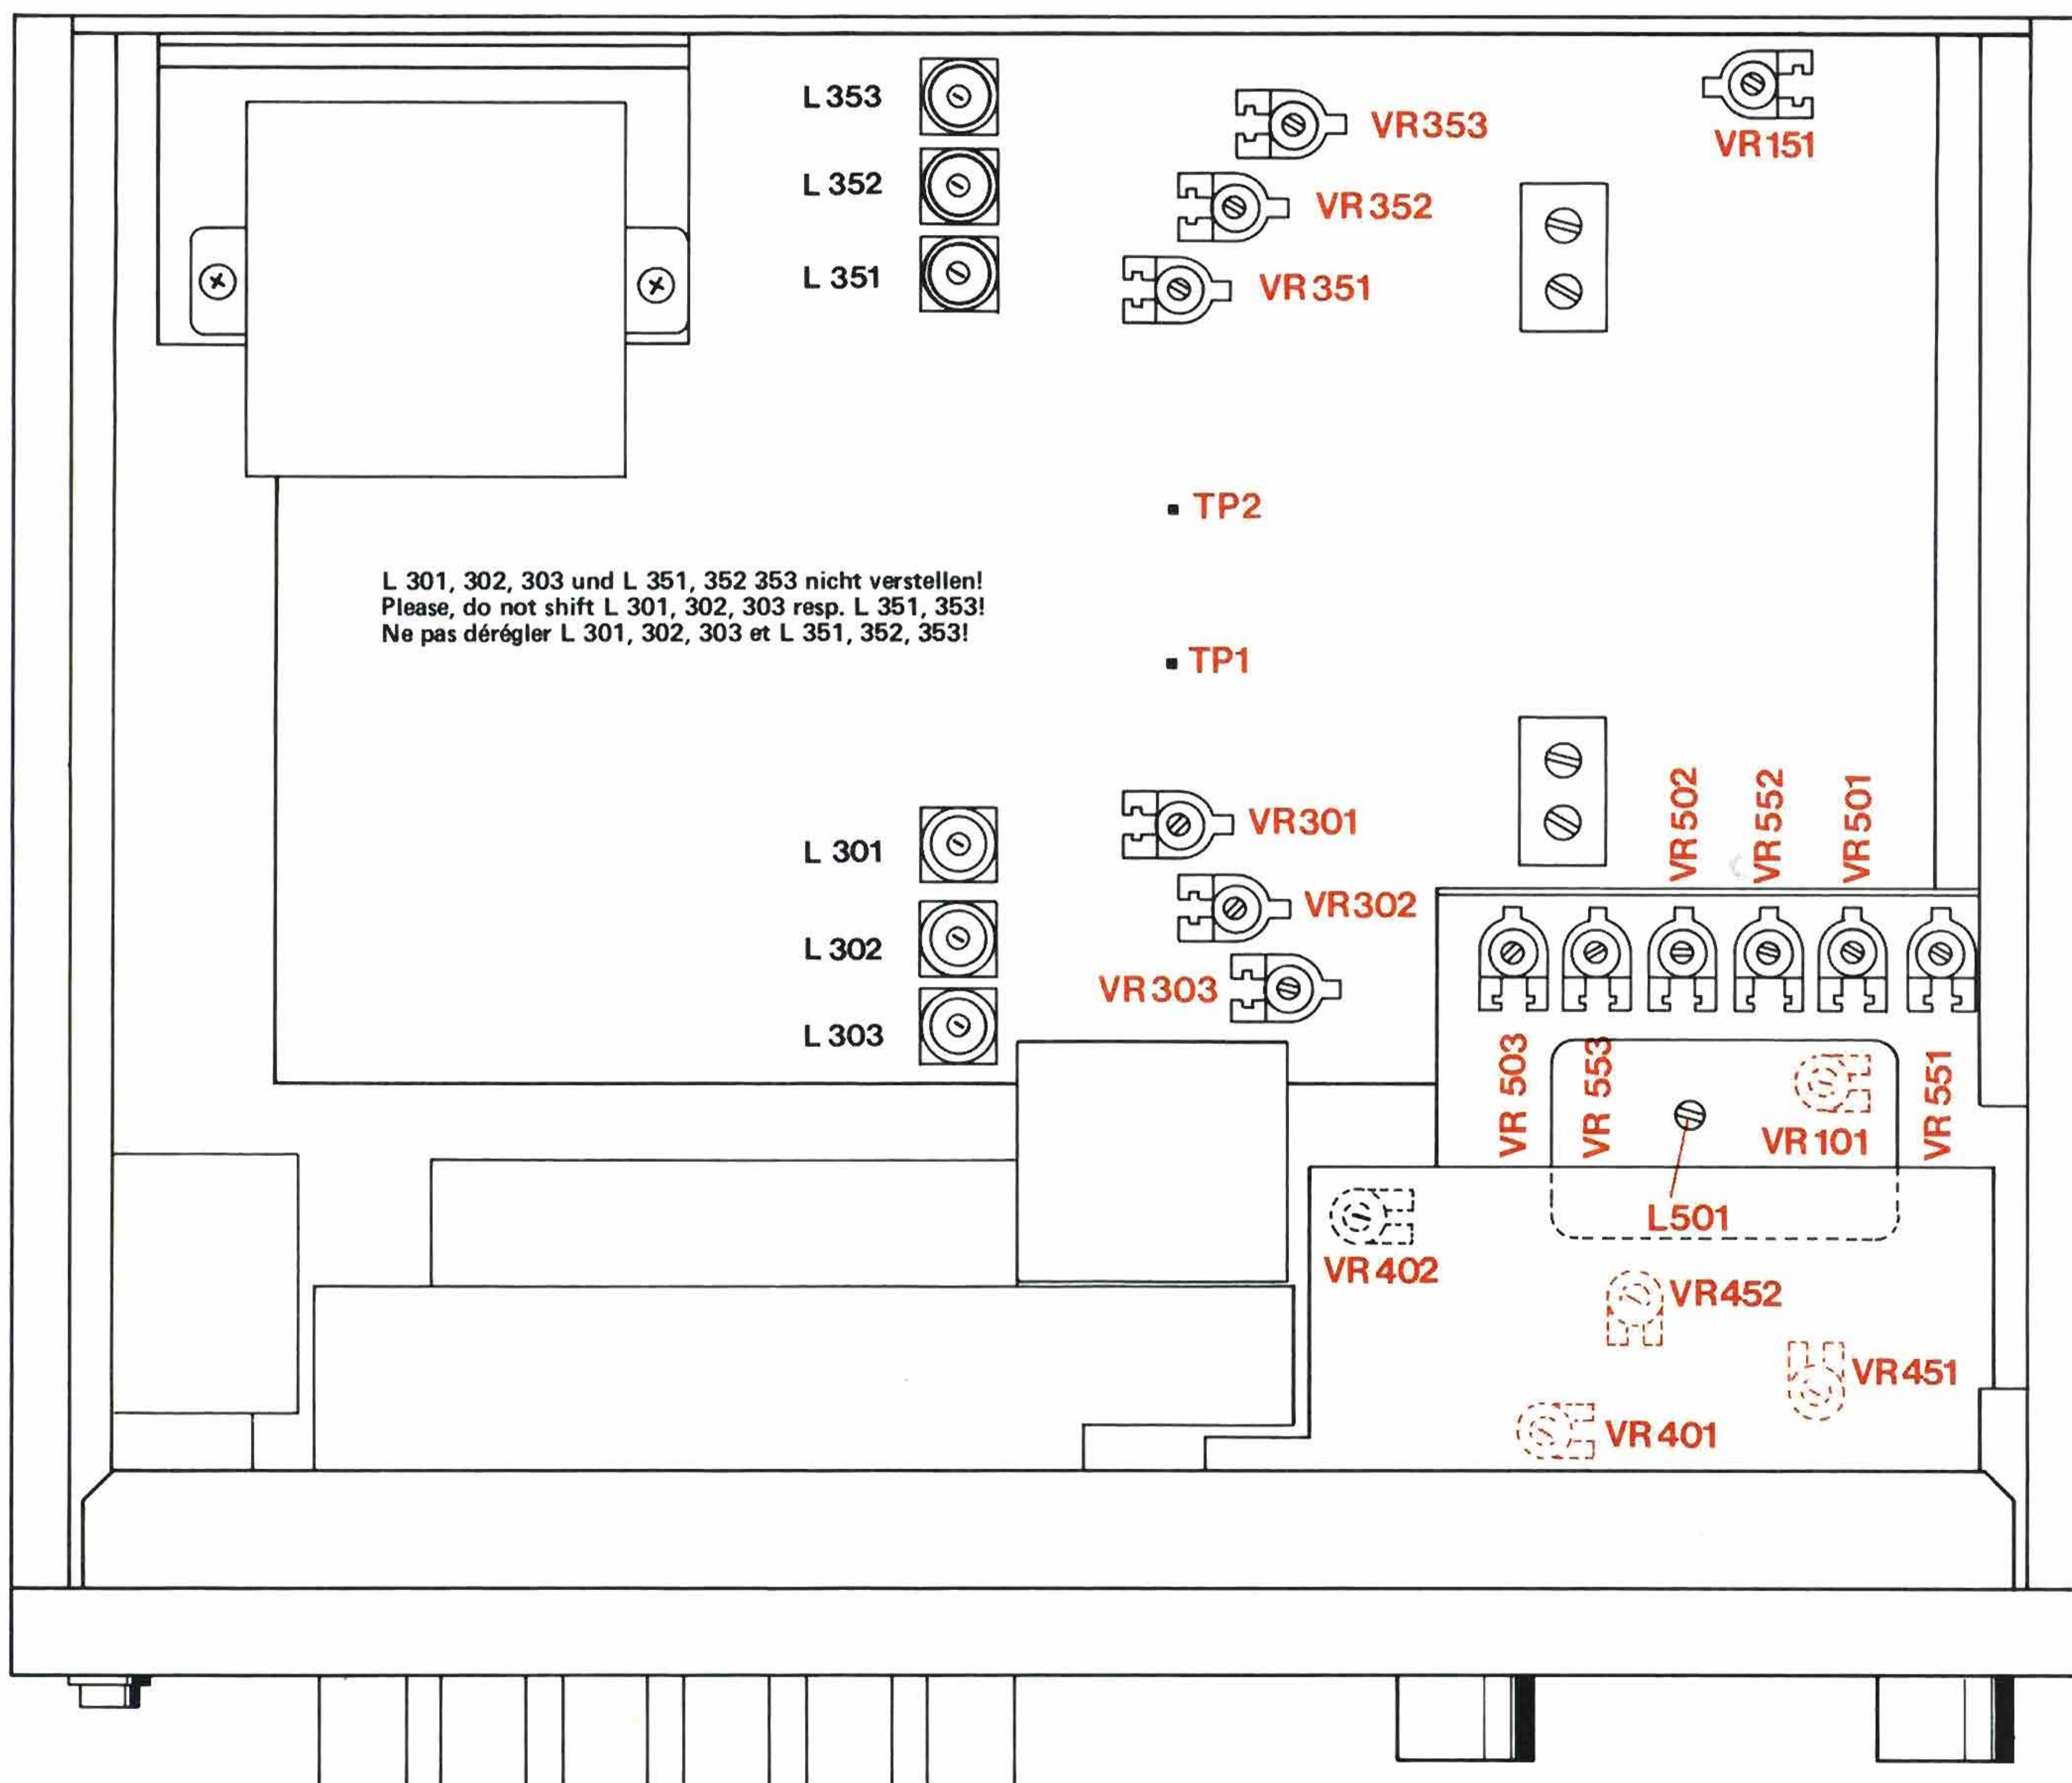 L 353
VR353
VR151
L 352
VR352
L 351
VR351
TP2
L 301, 302, 303 und L 351, 352 353 nicht verstellen!
Please, do not shift L 301, 302, 303 resp. L 351, 353!
Ne pas dérégler L 301, 302, 303 et L 351, 352, 353!
TP1
VR301
L 301
VR502
VR552
VR501
VR302
L 302
VR303
L 303
VR 503
VR 553
VR101
VR 551
L501
VR402
VR452
VR451
VR401